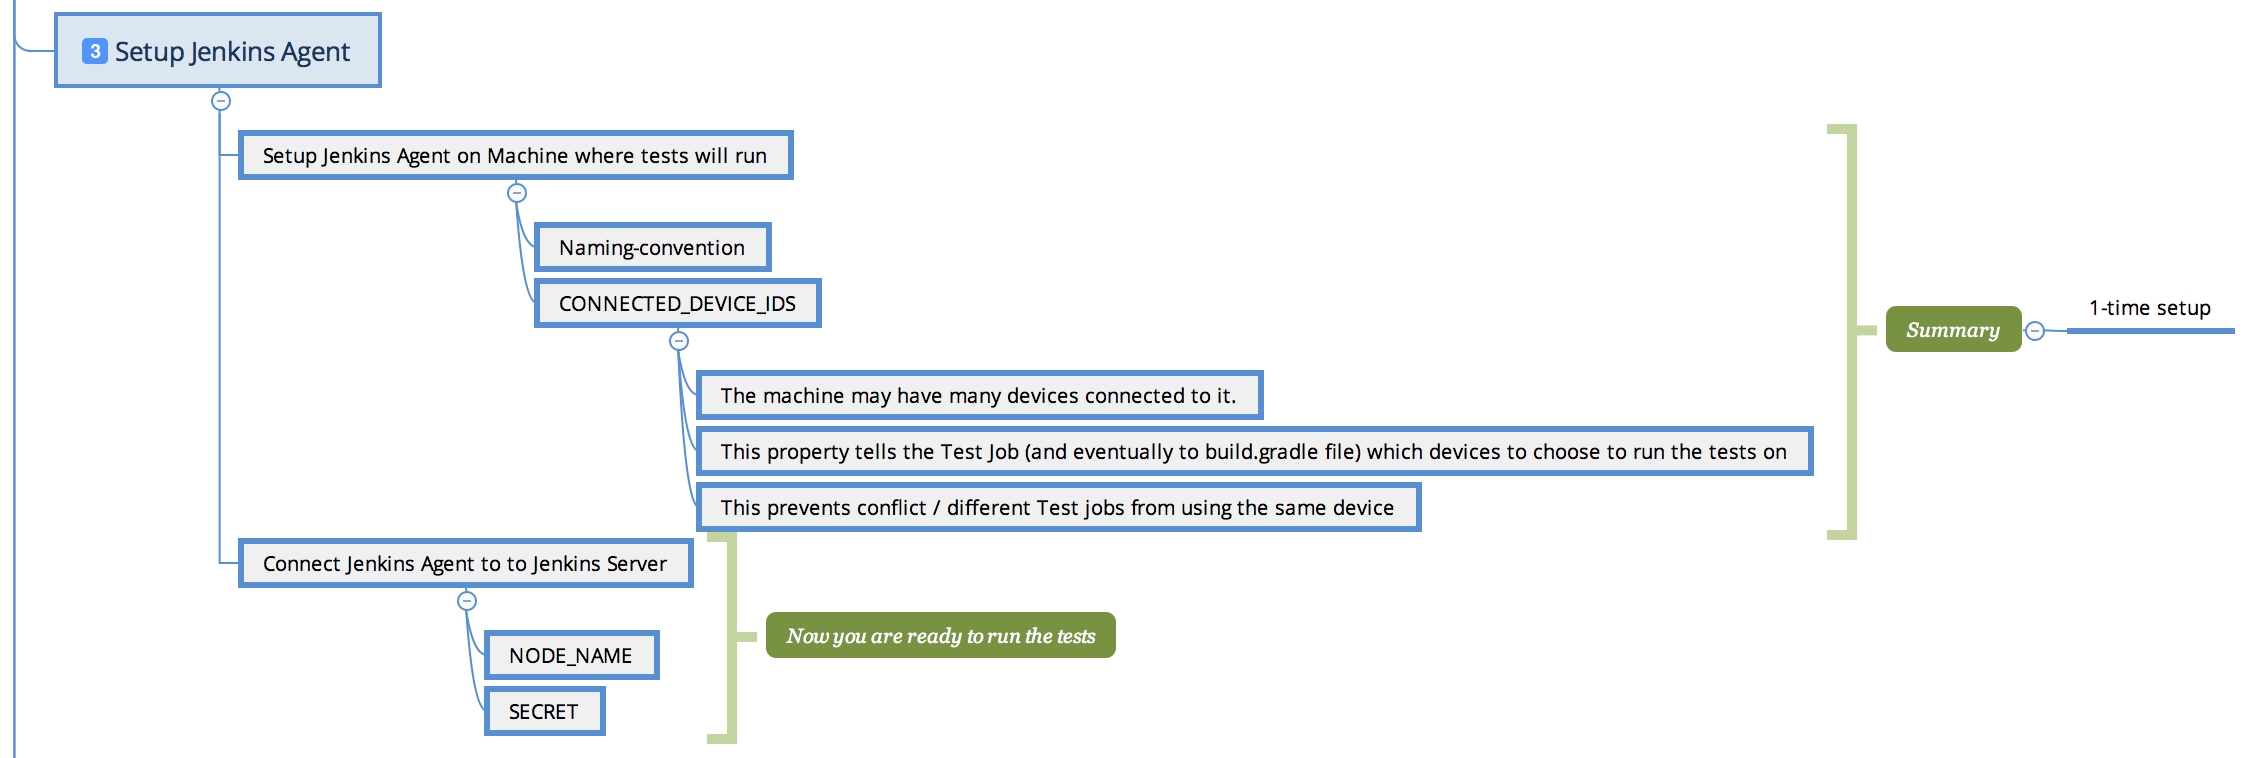 3 Setup Jenkins Agent
Setup Jenkins Agent on Machine where tests will run
Naming-convention
CONNECTED_DEVICE_IDS
The machine may have many devices connected to it.
This property tells the Test Job (and eventually to build.gradle file) which devices to choose to run the tests on
This prevents conflict / different Test jobs from using the same device
Summary
1-time setup
Connect Jenkins Agent to to Jenkins Server
NODE_NAME
SECRET
Now you are ready to run the tests